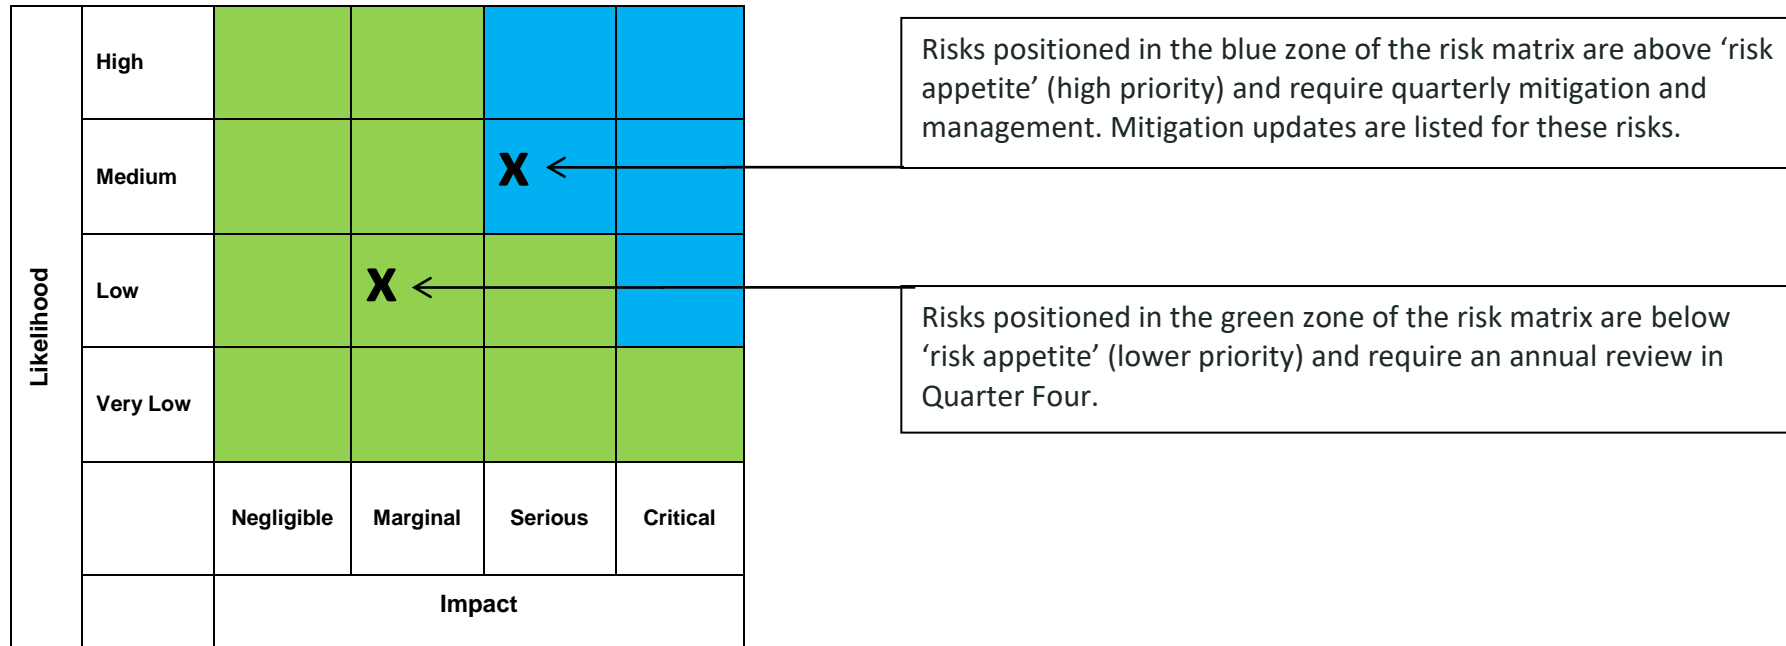 High
Risks positioned in the blue zone of the risk matrix are above ‘risk
appetite’ (high priority) and require quarterly mitigation and
management. Mitigation updates are listed for these risks.
Medium
X
Likelihood
Low
X
Risks positioned in the green zone of the risk matrix are below
‘risk appetite’ (lower priority) and require an annual review in
Quarter Four.
Very Low
Negligible
Marginal
Serious
Critical
Impact